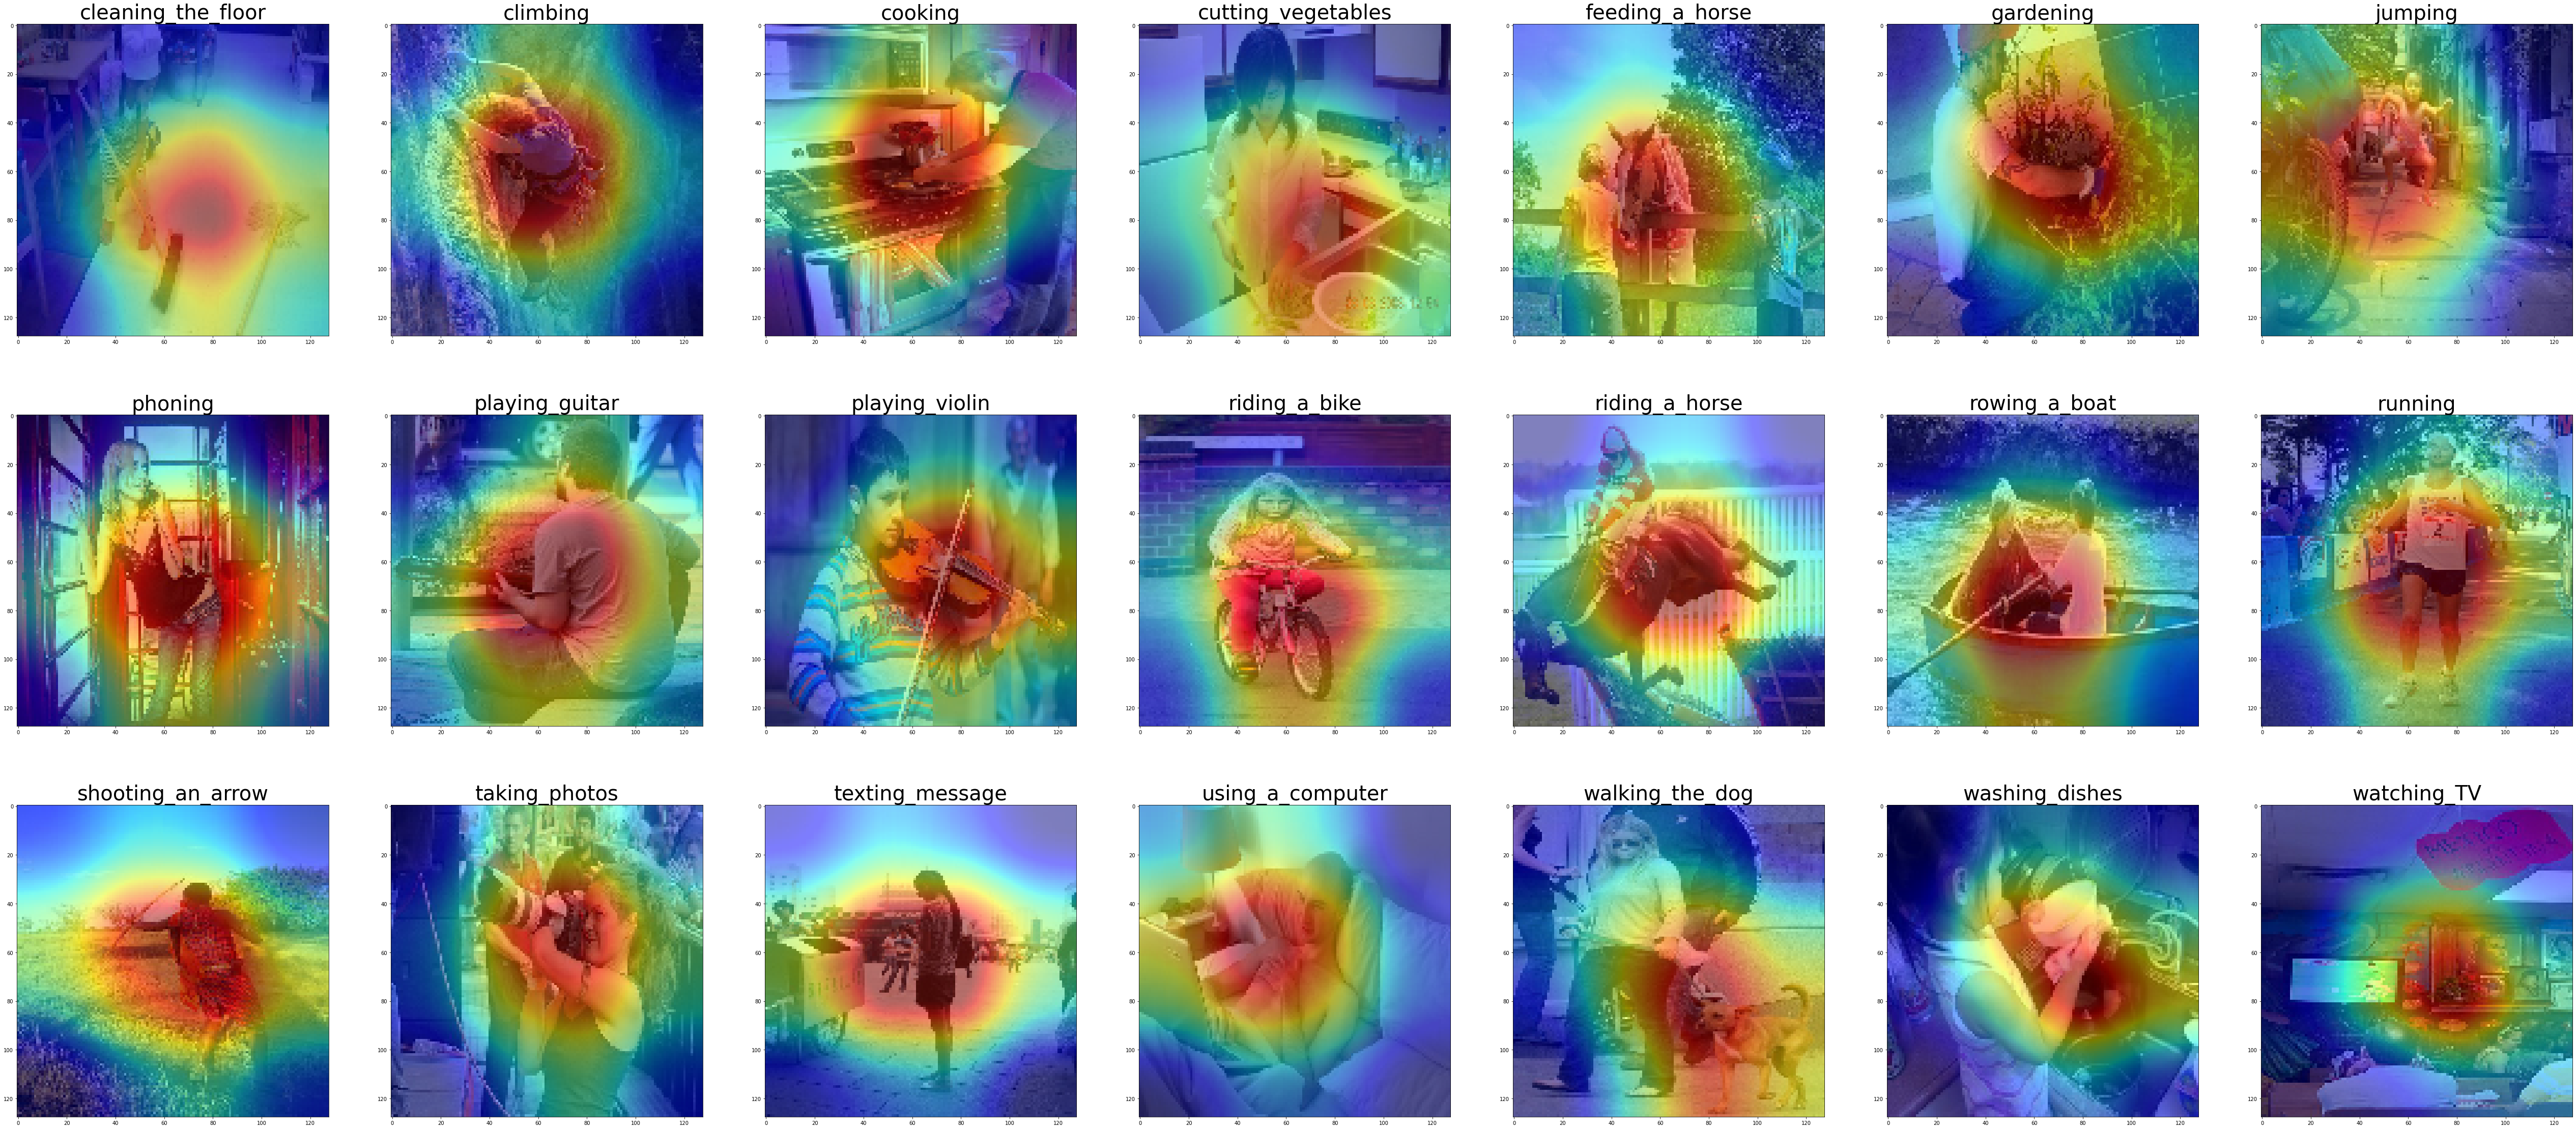 cleaning_the_floor climbing cooking cutting_vegetables feeding_a_horse gardening jumping
phoning playing_guitar playing_violin riding_a_bike riding_a_horse rowing_a_boat running
shooting_an_arrow taking_photos texting_message using_a_computer walking_the_dog washing_dishes watching_TV